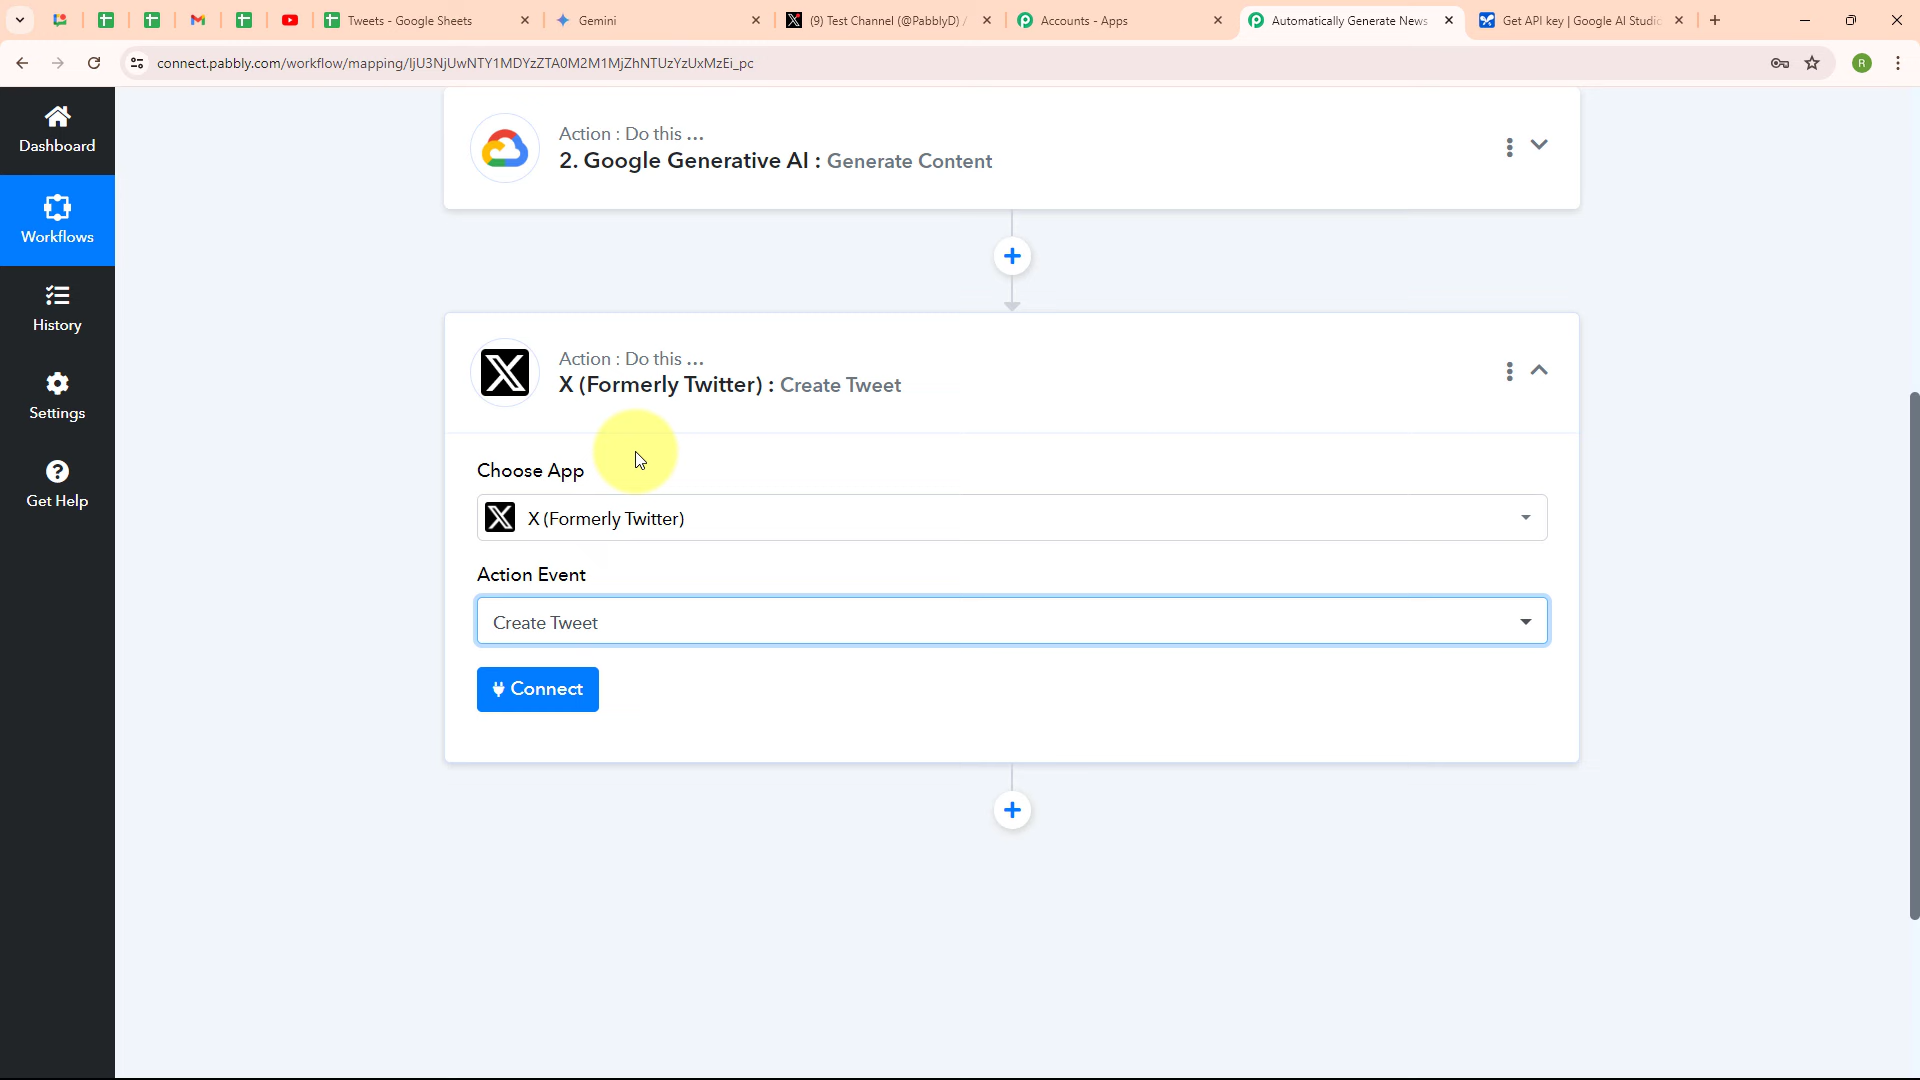 Tweets - Google Sheets
Gemini
(9) Test Channel (@PabblyD) /
Accounts - Apps
Automatically Generate News
Get API key | Google AI Studio
connect.pabbly.com/workflow/mapping/IjU3NjUwNTY1MDYzZTA0M2M1MjZhNTUzYzUxMzEi_pc
R
Dashboard
Workflows
History
Settings
Get Help
Action : Do this ...
2. Google Generative AI : Generate Content
Action : Do this ...
X (Formerly Twitter) : Create Tweet
Choose App
X (Formerly Twitter)
Action Event
Create Tweet
Connect